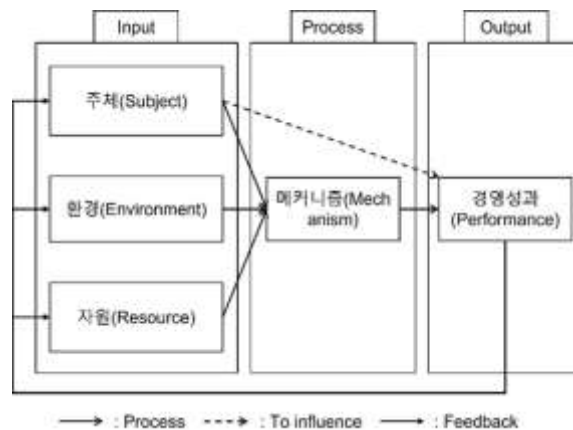 Input
Process
Output
주체(Subject)
환경(Environment)
자원(Resource)
메커니즘(Mech
anism)
경영성과
(Performance)
: Process
: To influence
: Feedback